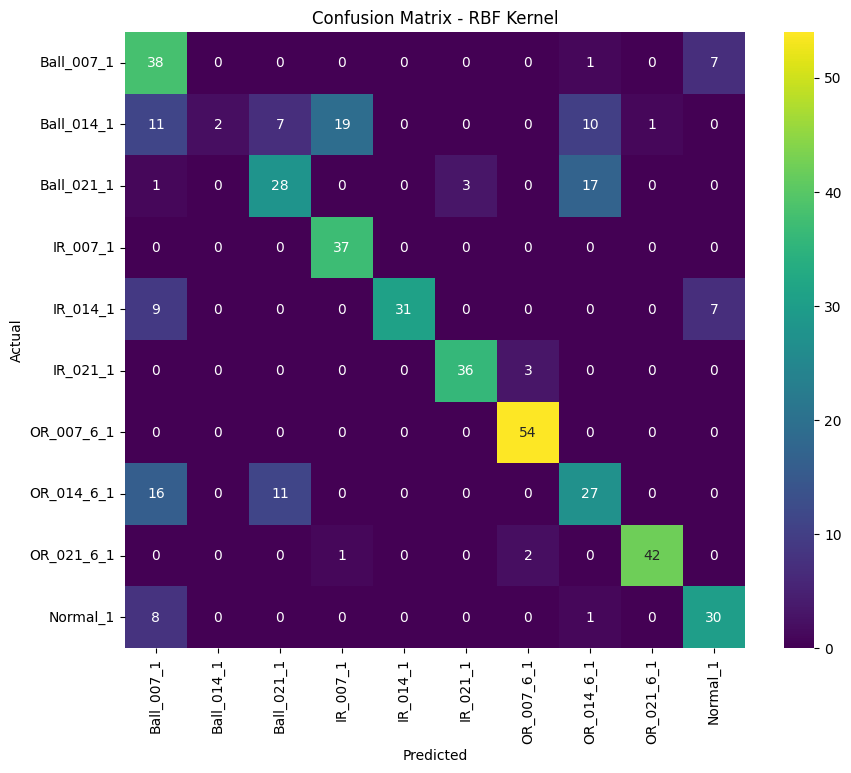 Confusion Matrix - RBF Kernel
Actual
Ball_007_1 38 0 0 0 0 0 0 1 0 7
Ball_014_1 11 2 7 19 0 0 0 10 1 0
Ball_021_1 1 0 28 0 0 3 0 17 0 0
IR_007_1 0 0 0 37 0 0 0 0 0 0
IR_014_1 9 0 0 0 31 0 0 0 0 7
IR_021_1 0 0 0 0 0 36 3 0 0 0
OR_007_6_1 0 0 0 0 0 0 54 0 0 0
OR_014_6_1 16 0 11 0 0 0 0 27 0 0
OR_021_6_1 0 0 0 1 0 0 2 0 42 0
Normal_1 8 0 0 0 0 0 0 1 0 30
Ball_007_1 Ball_014_1 Ball_021_1 IR_007_1 IR_014_1 IR_021_1 OR_007_6_1 OR_014_6_1 OR_021_6_1 Normal_1
Predicted
50
40
30
20
10
0